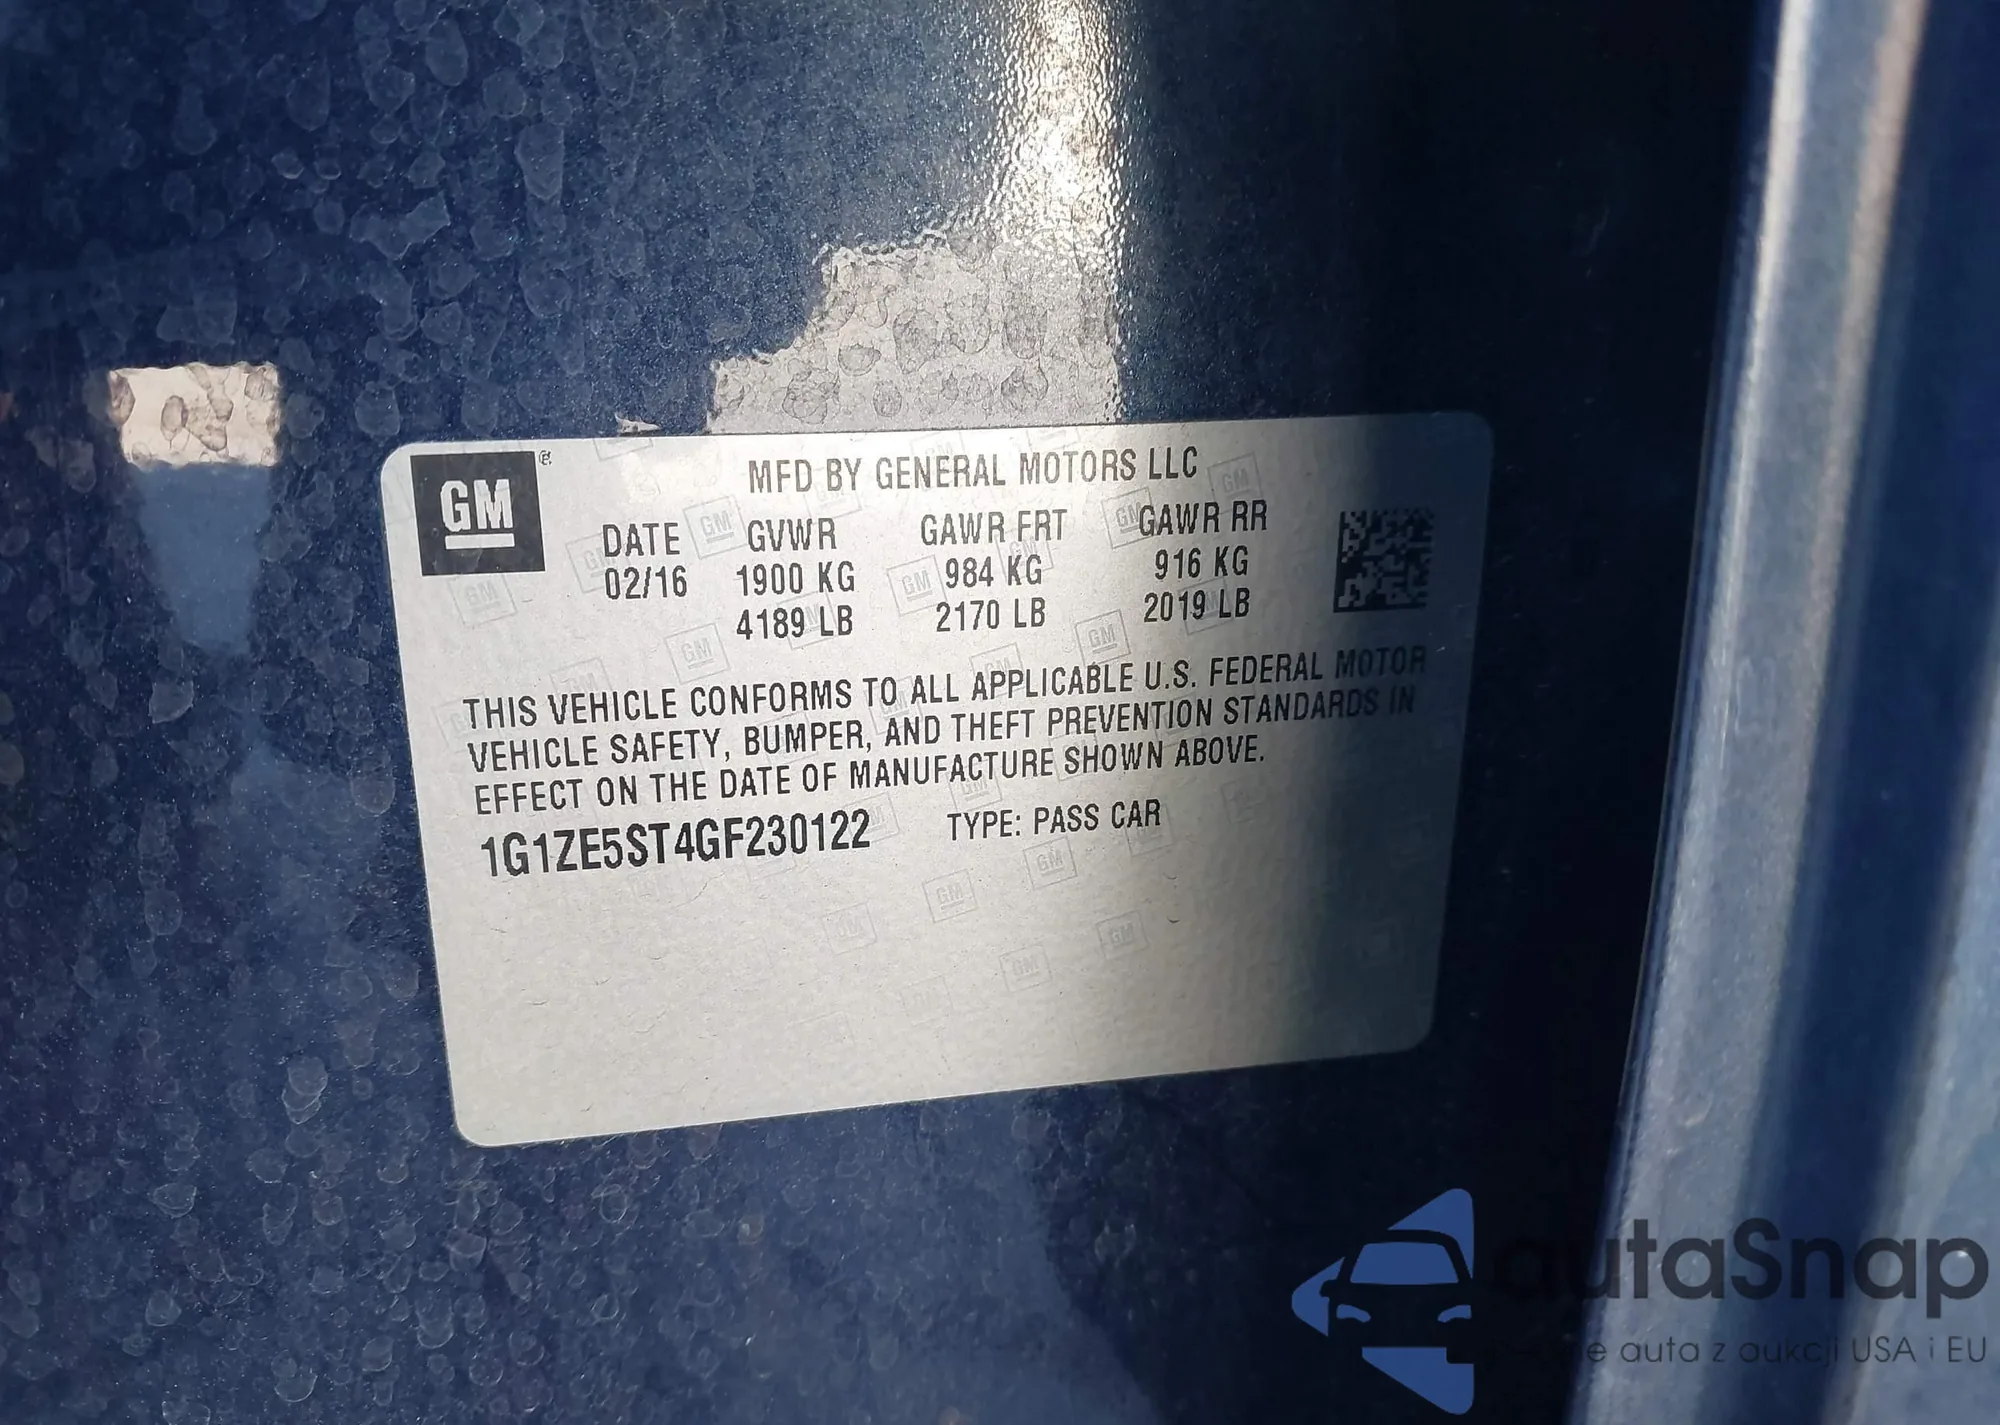 GM
MFD BY GENERAL MOTORS LLC
DATE GVWR GAWR FRT GAWR RR
02/16 1900 KG 984 KG 916 KG
4189 LB 2170 LB 2019 LB
THIS VEHICLE CONFORMS TO ALL APPLICABLE U.S. FEDERAL MOTOR
VEHICLE SAFETY, BUMPER, AND THEFT PREVENTION STANDARDS IN
EFFECT ON THE DATE OF MANUFACTURE SHOWN ABOVE.
1G1ZE5ST4GF230122 TYPE: PASS CAR
autaSnap
auta z aukcji USA i EU